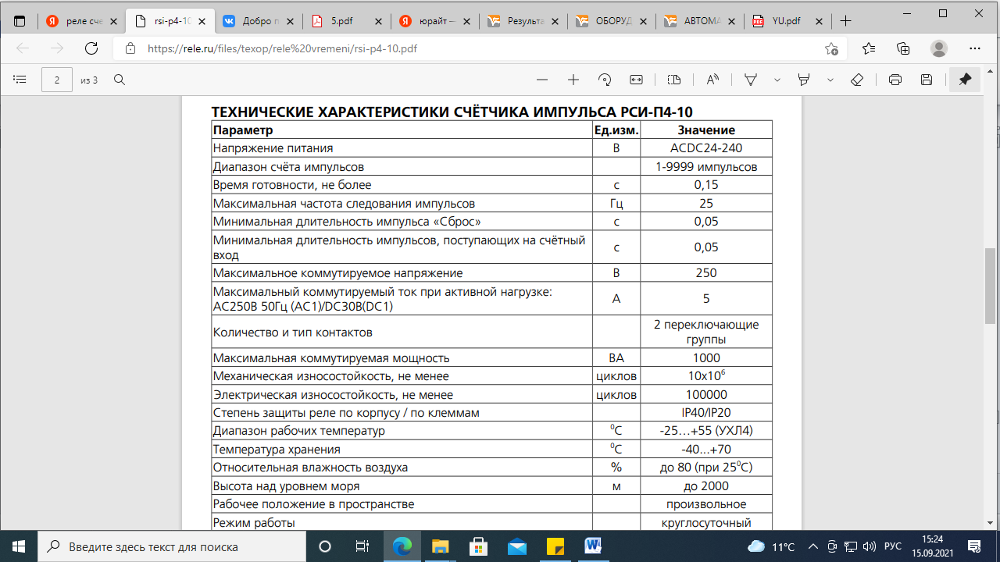 реле сче
rsi-p4-10
Добро п
5.pdf
юрайт —
Результа
ОБОРУД
АВТОМА
YU.pdf
https://rele.ru/files/texop/rele%20vremeni/rsi-p4-10.pdf
2 из 3
ТЕХНИЧЕСКИЕ ХАРАКТЕРИСТИКИ СЧЁТЧИКА ИМПУЛЬСА РСИ-П4-10
Параметр Ед.изм. Значение
Напряжение питания В ACDC24-240
Диапазон счёта импульсов 1-9999 импульсов
Время готовности, не более с 0,15
Максимальная частота следования импульсов Гц 25
Минимальная длительность импульса «Сброс» с 0,05
Минимальная длительность импульсов, поступающих на счётный
вход с 0,05
Максимальное коммутируемое напряжение В 250
Максимальный коммутируемый ток при активной нагрузке:
АС250В 50Гц (АС1)/DC30В(DC1) А 5
Количество и тип контактов 2 переключающие
группы
Максимальная коммутируемая мощность ВА 1000
Механическая износостойкость, не менее циклов 10х10⁶
Электрическая износостойкость, не менее циклов 100000
Степень защиты реле по корпусу / по клеммам IP40/IP20
Диапазон рабочих температур ⁰С -25…+55 (УХЛ4)
Температура хранения ⁰С -40...+70
Относительная влажность воздуха % до 80 (при 25⁰С)
Высота над уровнем моря м до 2000
Рабочее положение в пространстве произвольное
Режим работы круглосуточный
Введите здесь текст для поиска
11°C
РУС
15:24
15.09.2021